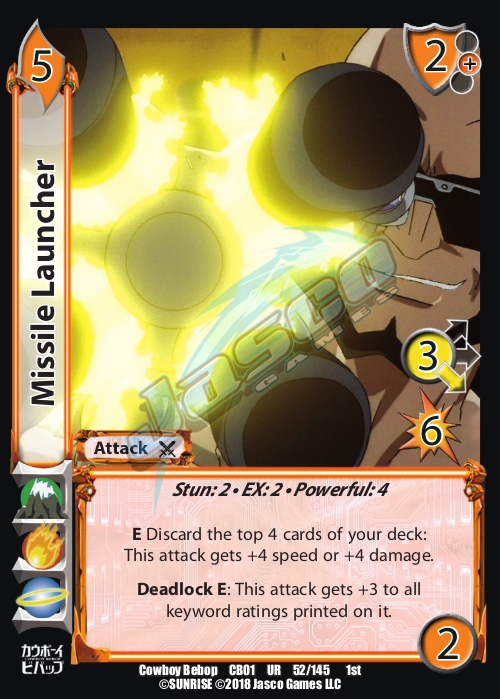 5
2
+
Missile Launcher
Jasco
GAMES
3
6
Attack
Stun: 2 • EX: 2 • Powerful: 4
E Discard the top 4 cards of your deck:
This attack gets +4 speed or +4 damage.
Deadlock E: This attack gets +3 to all
keyword ratings printed on it.
2
カウボーイ
ビバップ
Cowboy Bebop CB01 UR 52/145 1st
©SUNRISE ©2018 Jasco Games LLC